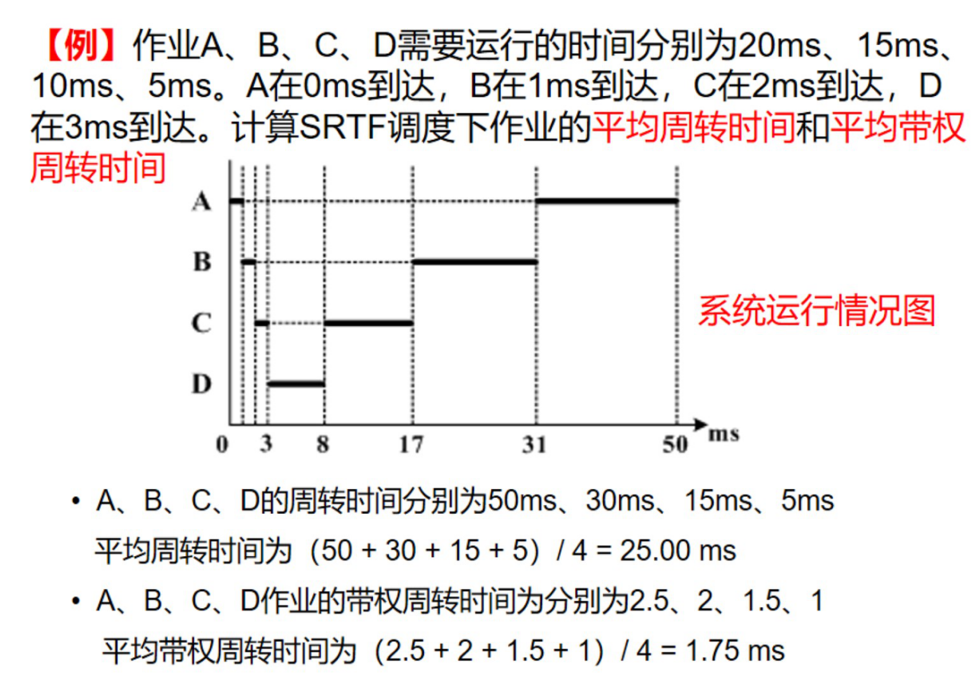 【例】作业A、B、C、D需要运行的时间分别为20ms、15ms、
10ms、5ms。A在0ms到达，B在1ms到达，C在2ms到达，D
在3ms到达。计算SRTF调度下作业的平均周转时间和平均带权
周转时间
A
B
C
D
系统运行情况图
0 3 8 17 31 50 ms
• A、B、C、D的周转时间分别为50ms、30ms、15ms、5ms
平均周转时间为（50 + 30 + 15 + 5）/ 4 = 25.00 ms
• A、B、C、D作业的带权周转时间为分别为2.5、2、1.5、1
平均带权周转时间为（2.5 + 2 + 1.5 + 1）/ 4 = 1.75 ms